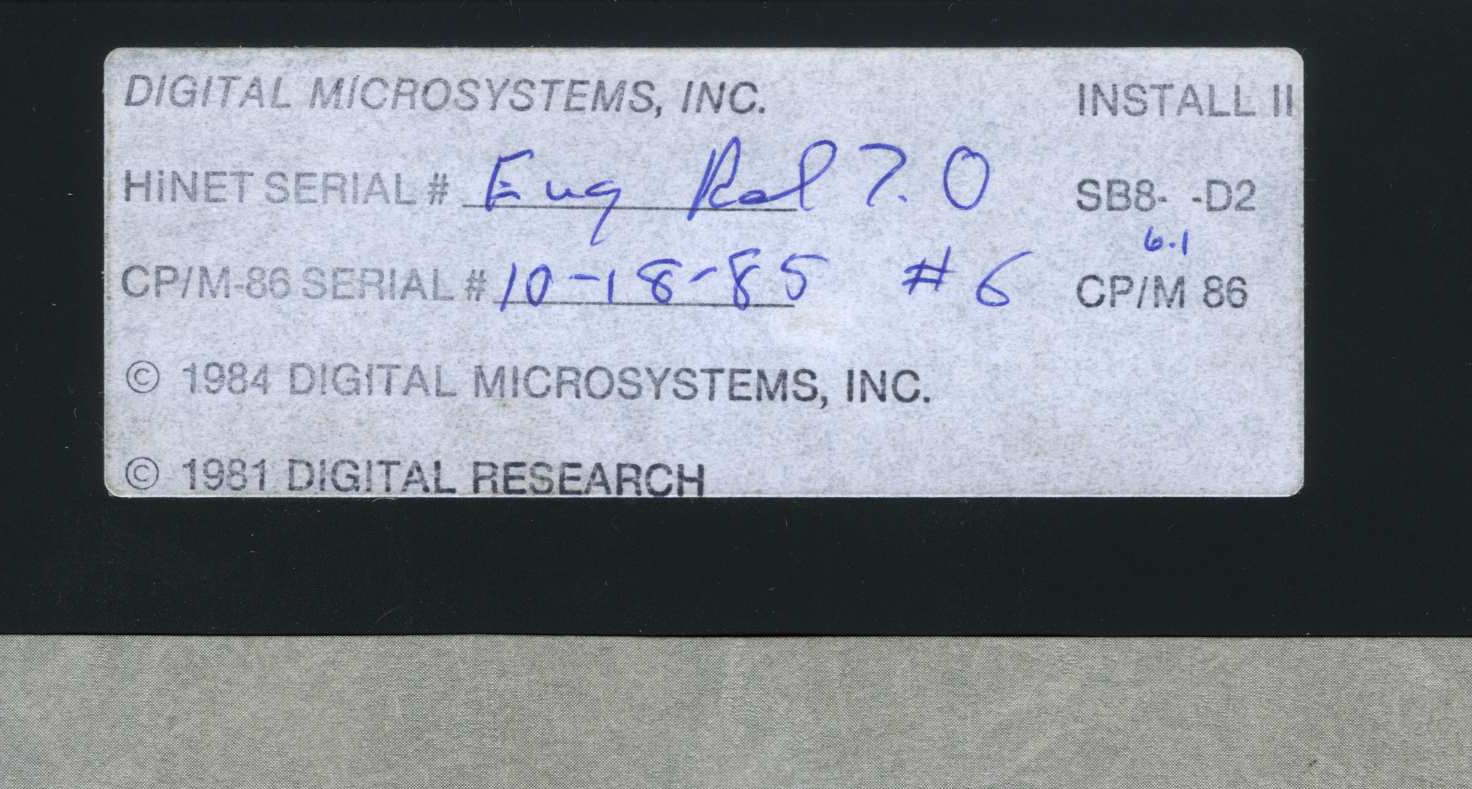 DIGITAL MICROSYSTEMS, INC. INSTALL II
HiNET SERIAL # Eng Rel 7.0 SB8- -D2
6.1
CP/M-86 SERIAL # 10-18-85 #6 CP/M 86
© 1984 DIGITAL MICROSYSTEMS, INC.
© 1981 DIGITAL RESEARCH